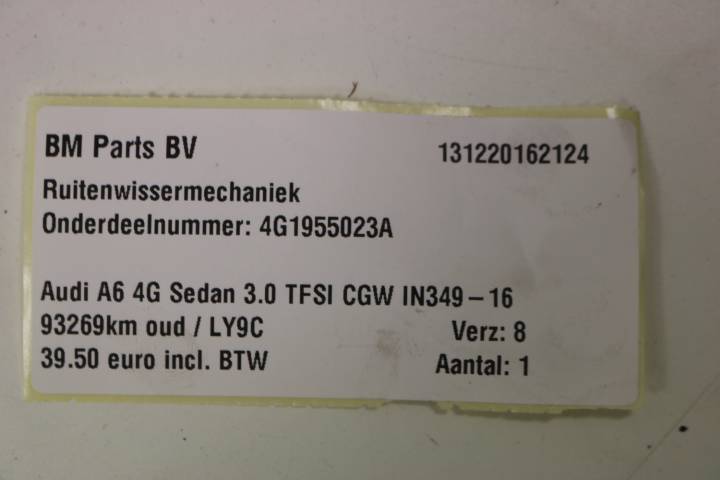 BM Parts BV 131220162124
Ruitenwissermechaniek
Onderdeelnummer: 4G1955023A
Audi A6 4G Sedan 3.0 TFSI CGW IN349-16
93269km oud / LY9C Verz: 8
39.50 euro incl. BTW Aantal: 1